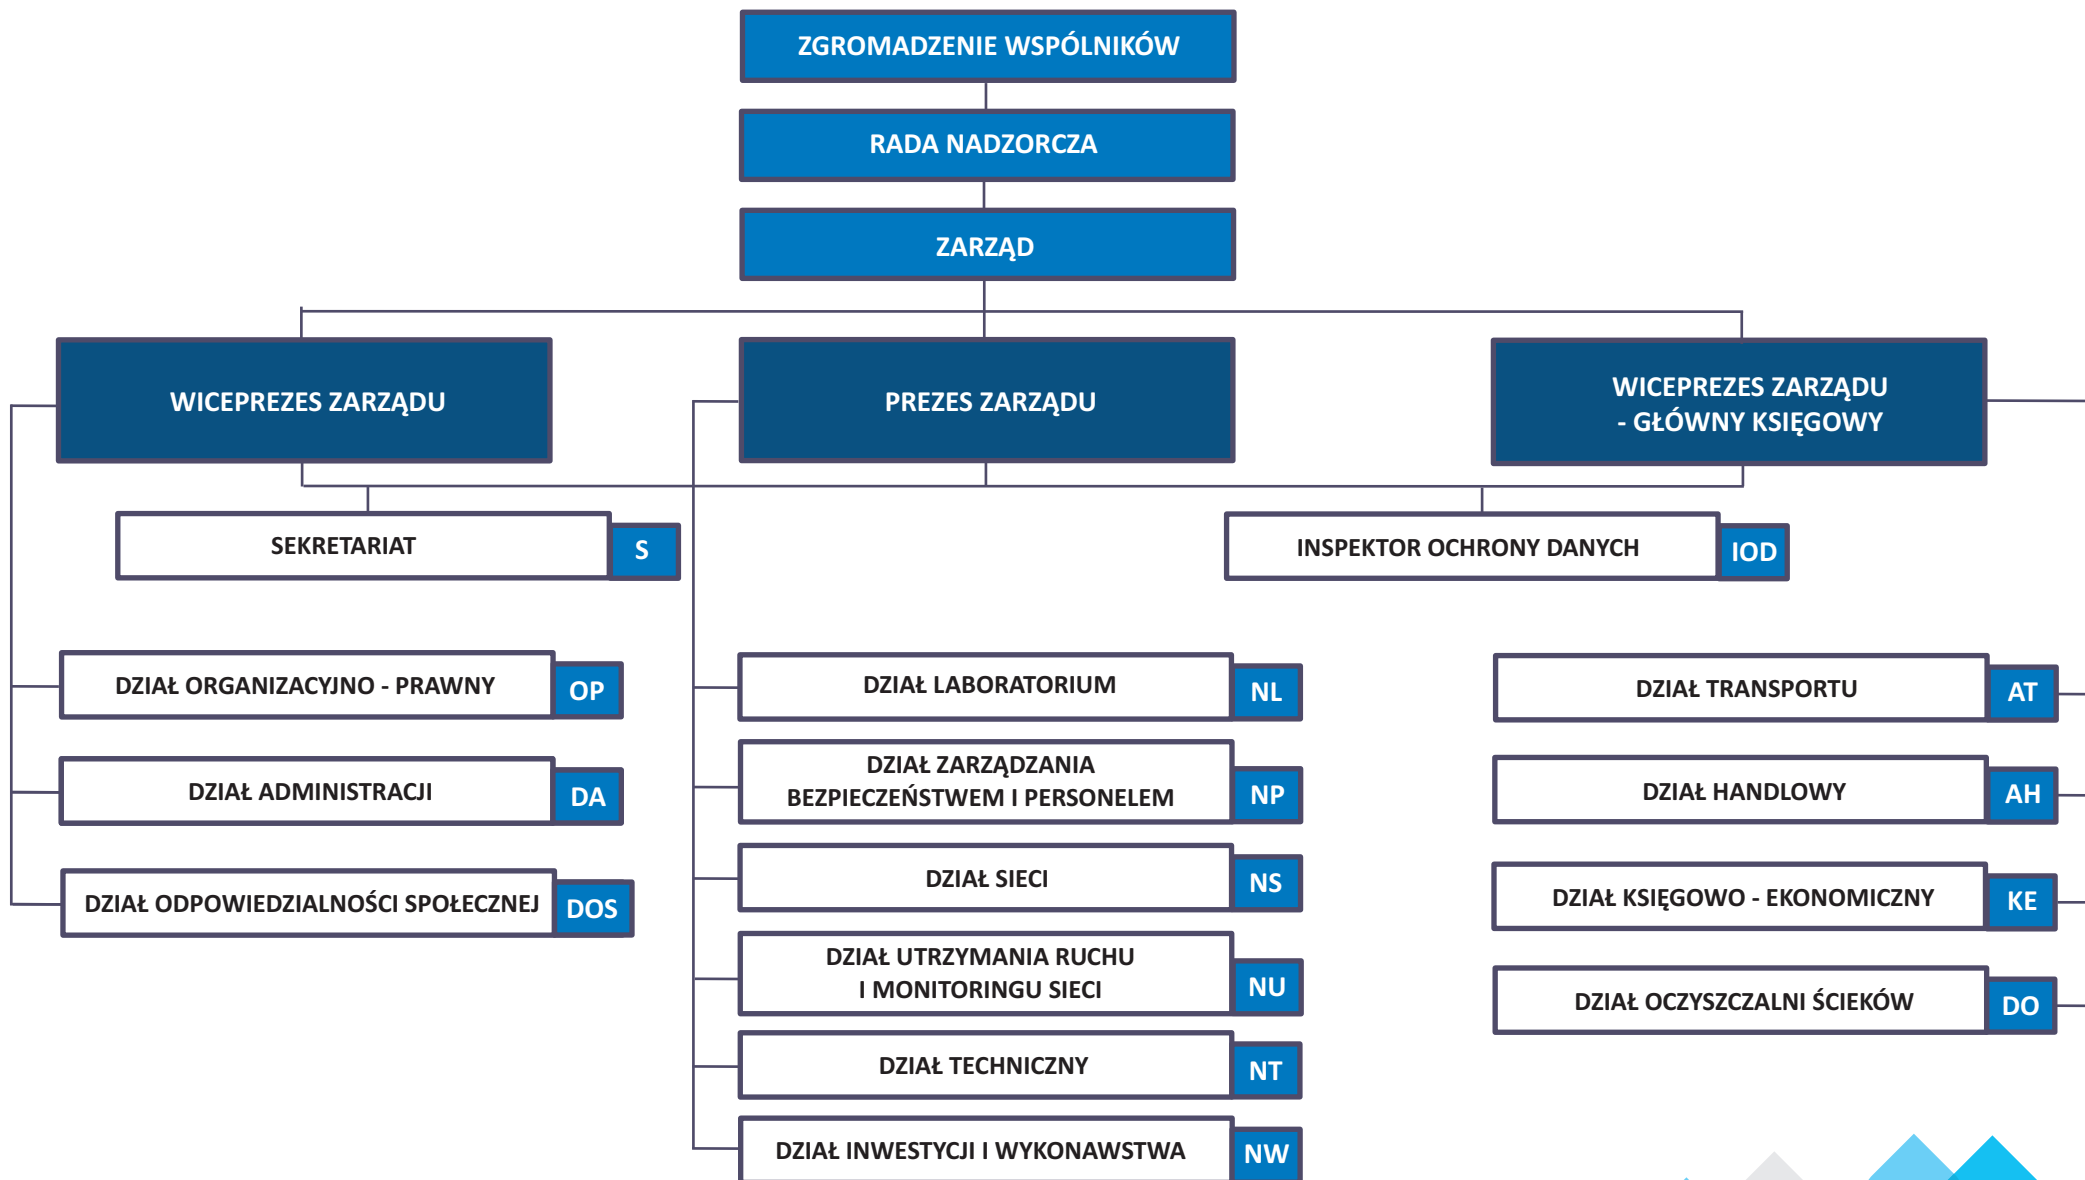 ZGROMADZENIE WSPÓLNIKÓW
RADA NADZORCZA
ZARZĄD
WICEPREZES ZARZĄDU
PREZES ZARZĄDU
WICEPREZES ZARZĄDU
- GŁÓWNY KSIĘGOWY
SEKRETARIAT
S
INSPEKTOR OCHRONY DANYCH
IOD
DZIAŁ ORGANIZACYJNO - PRAWNY
OP
DZIAŁ ADMINISTRACJI
DA
DZIAŁ ODPOWIEDZIALNOŚCI SPOŁECZNEJ
DOS
DZIAŁ LABORATORIUM
NL
DZIAŁ ZARZĄDZANIA
BEZPIECZEŃSTWEM I PERSONELEM
NP
DZIAŁ SIECI
NS
DZIAŁ UTRZYMANIA RUCHU
I MONITORINGU SIECI
NU
DZIAŁ TECHNICZNY
NT
DZIAŁ INWESTYCJI I WYKONAWSTWA
NW
DZIAŁ TRANSPORTU
AT
DZIAŁ HANDLOWY
AH
DZIAŁ KSIĘGOWO - EKONOMICZNY
KE
DZIAŁ OCZYSZCZALNI ŚCIEKÓW
DO